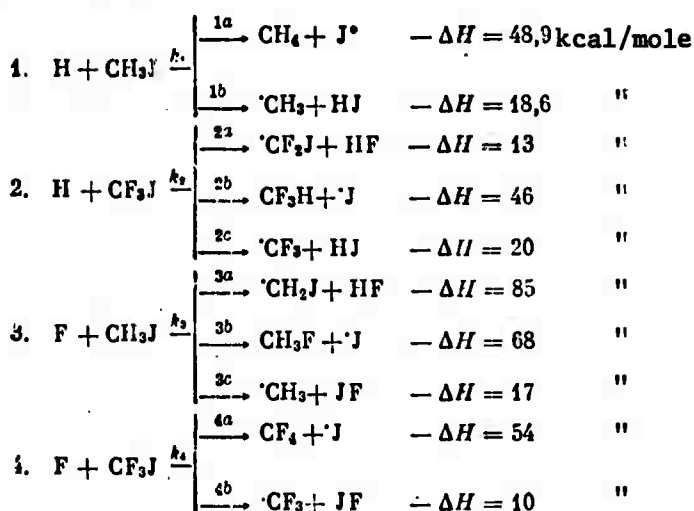 1a CH₄ + J• — ΔH = 48,9 kcal/mole
1. H + CH₃J k₁
1b ·CH₃ + HJ — ΔH = 18,6 "
2a ·CF₂J + HF — ΔH = 13 "
2. H + CF₃J k₂ 2b CF₃H + ·J — ΔH = 46 "
2c ·CF₃ + HJ — ΔH = 20 "
3a ·CH₂J + HF — ΔH = 85 "
3. F + CH₃J k₃ 3b CH₃F + ·J — ΔH = 68 "
3c ·CH₃ + JF — ΔH = 17 "
4a CF₄ + ·J — ΔH = 54 "
4. F + CF₃J k₄
4b ·CF₃ + JF — ΔH = 10 "